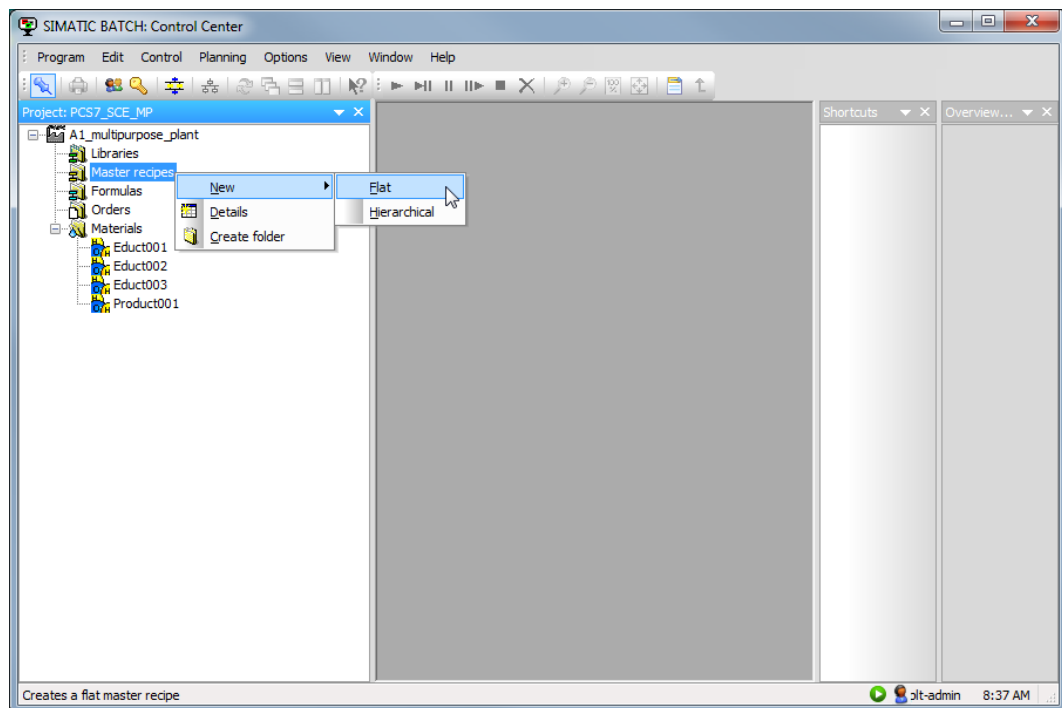 SIMATIC BATCH: Control Center
Program Edit Control Planning Options View Window Help
Project: PCS7_SCE_MP
Shortcuts
Overview...
A1_multipurpose_plant
Libraries
Master recipes
New
Flat
Formulas
Orders
Details
Hierarchical
Materials
Create folder
Educt001
Educt002
Educt003
Product001
Creates a flat master recipe
plt-admin 8:37 AM